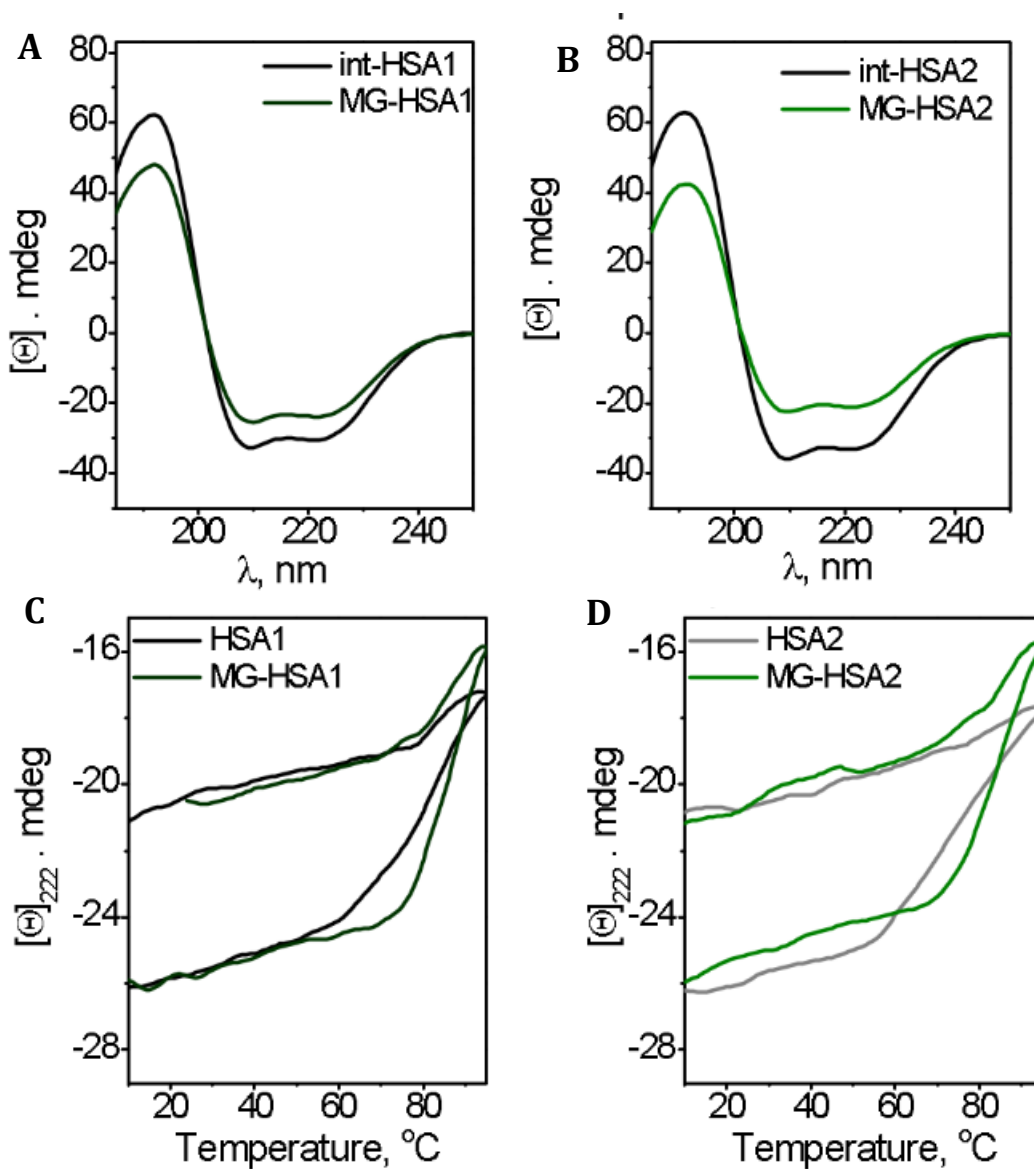 A
80
60
40
20
0
-20
-40
[Θ] . mdeg
int-HSA1
MG-HSA1
200 220 240
λ, nm
B
80
60
40
20
0
-20
-40
[Θ] . mdeg
int-HSA2
MG-HSA2
200 220 240
λ, nm
C
-16
-20
-24
-28
[Θ]222 . mdeg
HSA1
MG-HSA1
20 40 60 80
Temperature, °C
D
-16
-20
-24
-28
[Θ]222 . mdeg
HSA2
MG-HSA2
20 40 60 80
Temperature, °C